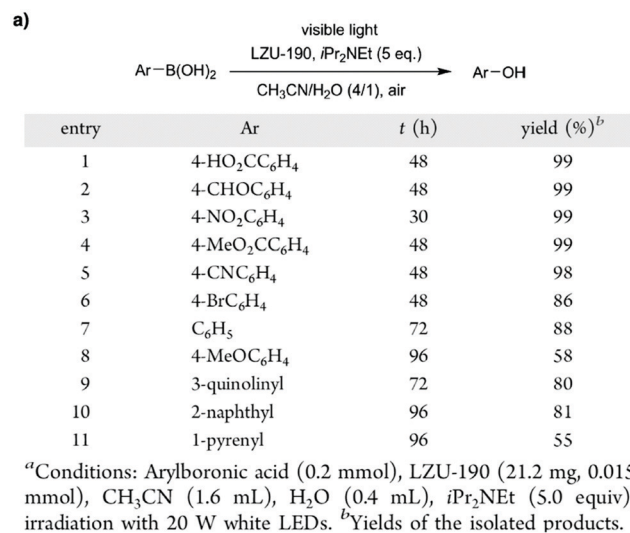 a)
visible light
LZU-190, iPr₂NEt (5 eq.)
Ar−B(OH)₂ Ar−OH
CH₃CN/H₂O (4/1), air
entry Ar t (h) yield (%)ᵇ
1 4-HO₂CC₆H₄ 48 99
2 4-CHOC₆H₄ 48 99
3 4-NO₂C₆H₄ 30 99
4 4-MeO₂CC₆H₄ 48 99
5 4-CNC₆H₄ 48 98
6 4-BrC₆H₄ 48 86
7 C₆H₅ 72 88
8 4-MeOC₆H₄ 96 58
9 3-quinolinyl 72 80
10 2-naphthyl 96 81
11 1-pyrenyl 96 55
ᵃConditions: Arylboronic acid (0.2 mmol), LZU-190 (21.2 mg, 0.015
mmol), CH₃CN (1.6 mL), H₂O (0.4 mL), iPr₂NEt (5.0 equiv)
irradiation with 20 W white LEDs. ᵇYields of the isolated products.